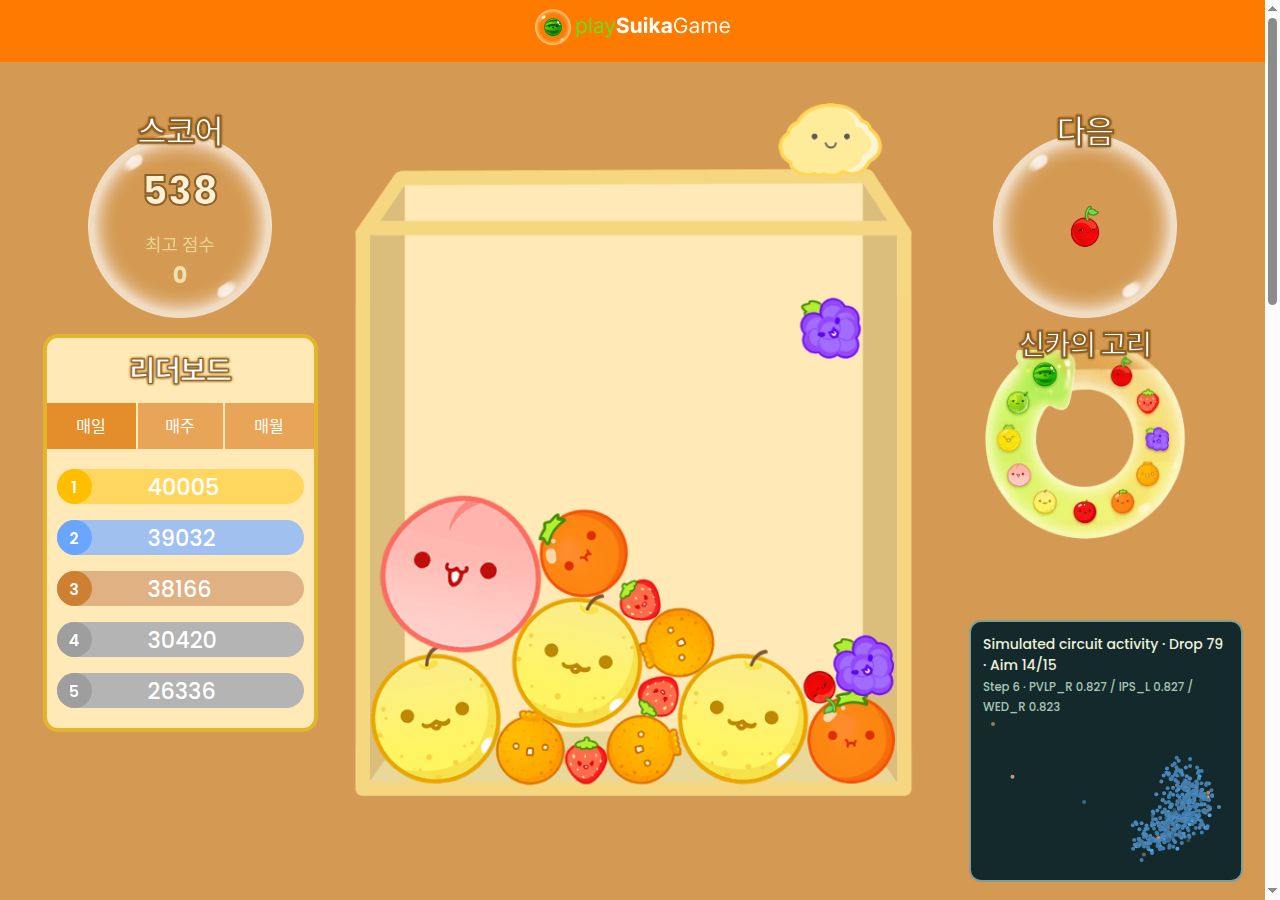 playSuikaGame
스코어
538
최고 점수
0
리더보드
매일 매주 매월
1 40005
2 39032
3 38166
4 30420
5 26336
다음
신카의 고리
Simulated circuit activity · Drop 79
· Aim 14/15
Step 6 · PVLP_R 0.827 / IPS_L 0.827 /
WED_R 0.823